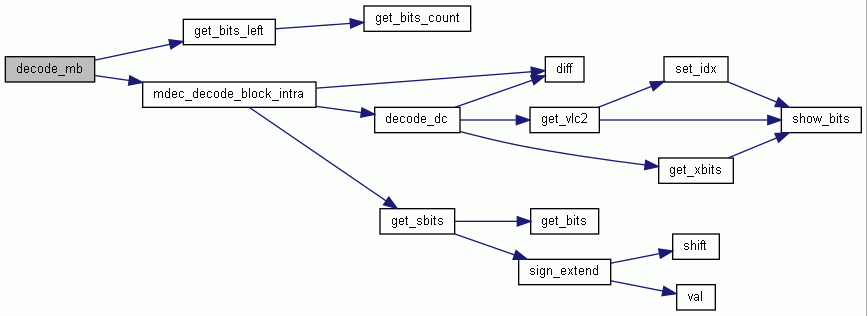 decode_mb
get_bits_left
get_bits_count
mdec_decode_block_intra
diff
decode_dc
get_vlc2
set_idx
show_bits
get_xbits
get_sbits
get_bits
sign_extend
shift
val